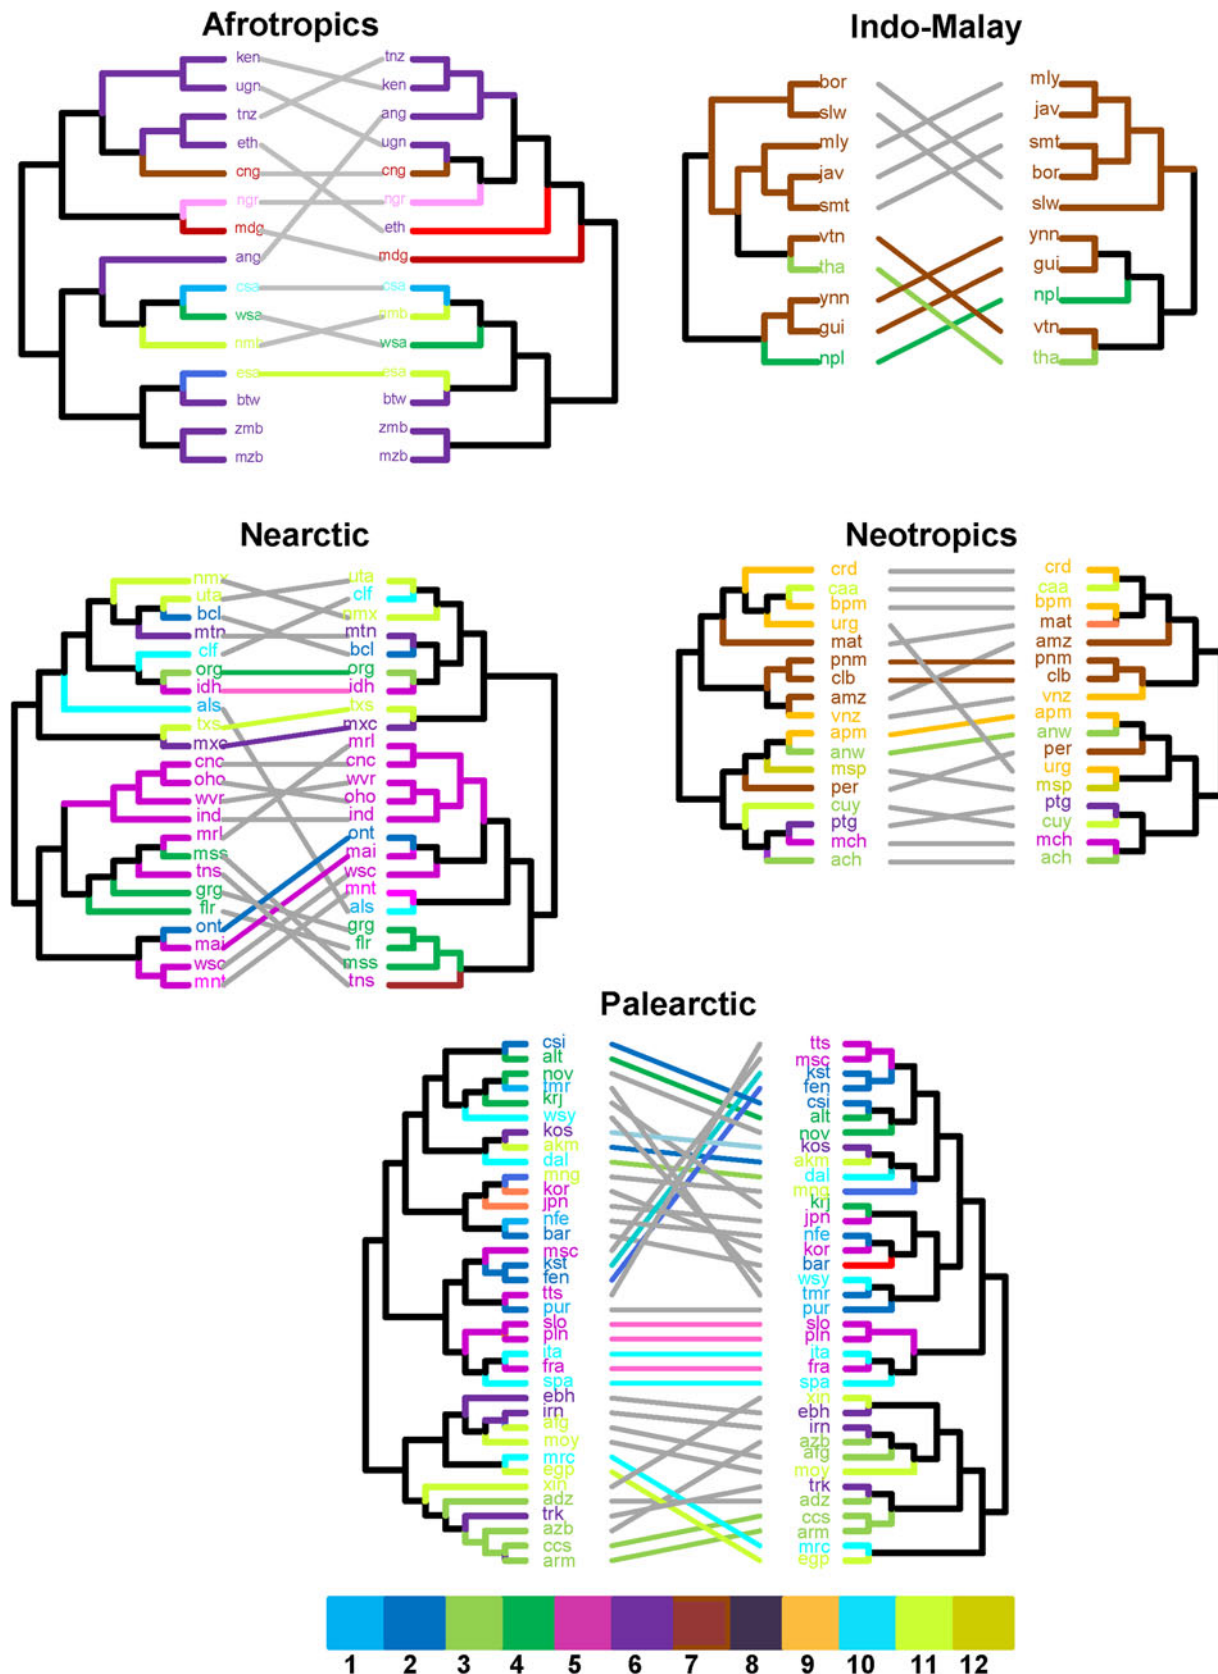 Afrotropics
ken tnz
ugn ken
tnz ang
eth ugn
cng cng
ngr ngr
mdg eth
ang mdg
csa csa
wsa nmb
nmb wsa
esa esa
btw btw
zmb zmb
mzb mzb
Indo-Malay
bor mly
slw jav
mly smt
jav bor
smt slw
vtn ynn
tha gui
ynn npl
gui vtn
npl tha
Nearctic
nmx uta
uta clf
bcl nmx
mtn mtn
clf bcl
org org
idh idh
als txs
txs mxc
mxc mrl
cnc cnc
oho wvr
wvr oho
ind ind
mrl ont
mss mai
tns wsc
grg mnt
flr als
ont grg
mai flr
wsc mss
mnt tns
Neotropics
crd crd
caa caa
bpm bpm
urg mat
mat amz
pnm pnm
clb clb
amz vnz
vnz apm
apm anw
anw per
msp urg
per msp
cuy ptg
ptg cuy
mch mch
ach ach
Palearctic
csi tts
alt msc
nov kst
tmr fen
krj csi
wsy alt
kos nov
akm kos
dal akm
mng dal
kor mng
jpn krj
nfe jpn
bar nfe
msc kor
kst bar
fen wsy
tts tmr
pur pur
slo slo
pln pln
ita ita
fra fra
spa spa
ebh xin
irn ebh
afg irn
moy azb
mrc afg
egp moy
xin trk
adz adz
trk ccs
azb arm
ccs mrc
arm egp
1 2 3 4 5 6 7 8 9 10 11 12